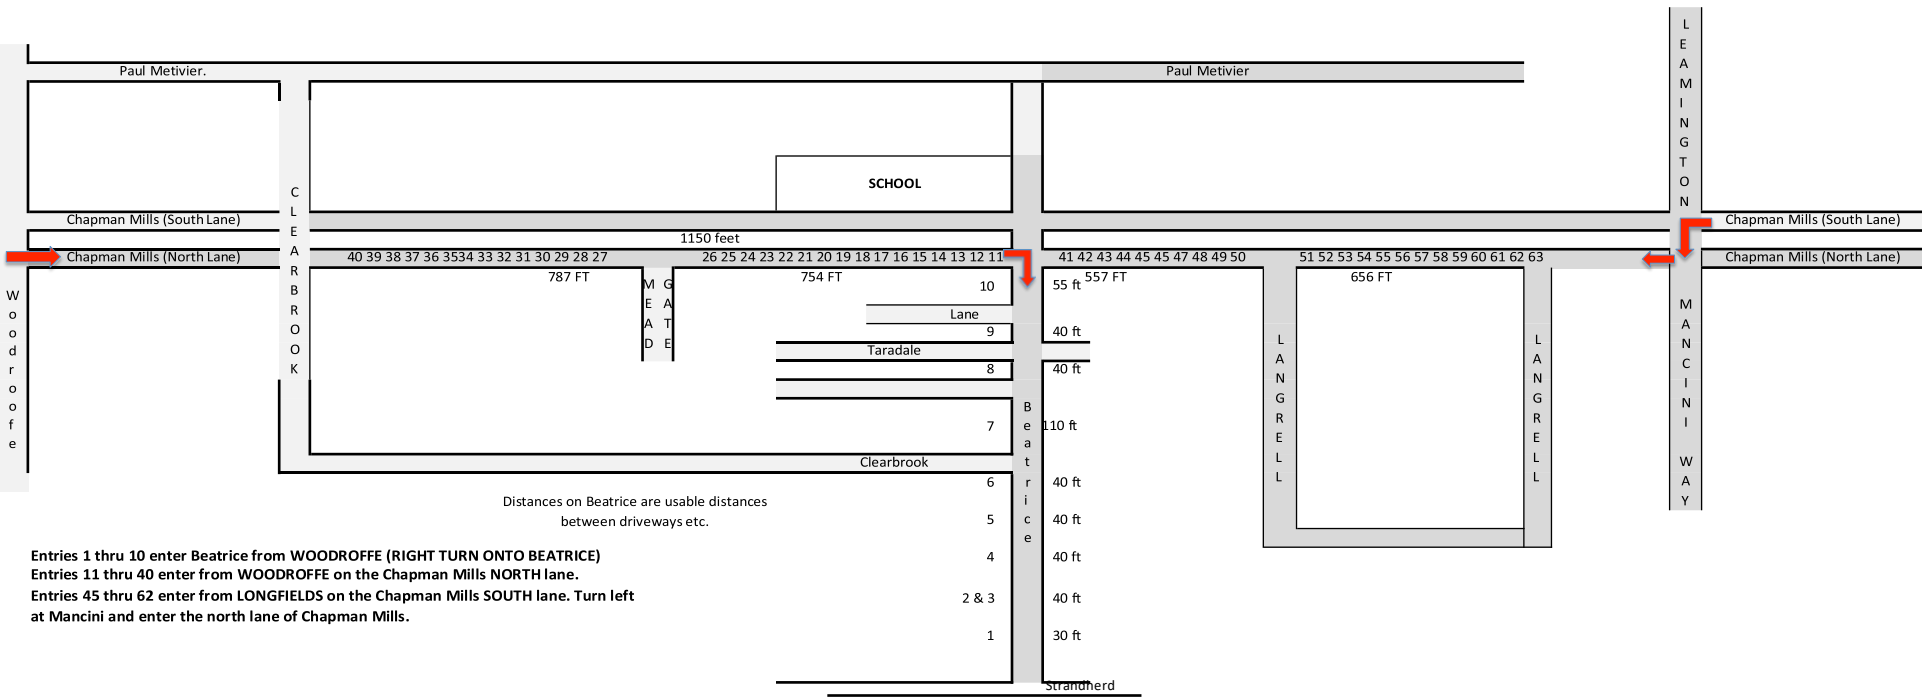 LEAMINGTON
Paul Metivier.
Paul Metivier
SCHOOL
CLEARBROOK
Chapman Mills (South Lane)
Chapman Mills (South Lane)
1150 feet
Chapman Mills (North Lane)
40 39 38 37 36 3534 33 32 31 30 29 28 27
26 25 24 23 22 21 20 19 18 17 16 15 14 13 12 11
41 42 43 44 45 46 47 48 49 50
51 52 53 54 55 56 57 58 59 60 61 62 63
Chapman Mills (North Lane)
787 FT
754 FT
557 FT
656 FT
MEAD
GATE
Woodroofe
10
55 ft
Lane
9
40 ft
Taradale
8
40 ft
MANCINI WAY
LANGRELL
LANGRELL
Beatrice
7
110 ft
Clearbrook
6
40 ft
Distances on Beatrice are usable distances
between driveways etc.
5
40 ft
4
40 ft
Entries 1 thru 10 enter Beatrice from WOODROFFE (RIGHT TURN ONTO BEATRICE)
Entries 11 thru 40 enter from WOODROFFE on the Chapman Mills NORTH lane.
Entries 45 thru 62 enter from LONGFIELDS on the Chapman Mills SOUTH lane. Turn left
at Mancini and enter the north lane of Chapman Mills.
2 & 3
40 ft
1
30 ft
Strandherd